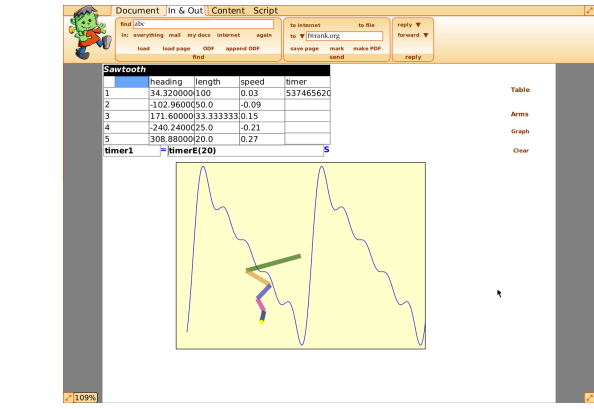 Document In & Out Content Script
find abc to internet to file reply ▼
in: everything mail my docs internet again to ▼ f@rank.org forward ▼
load load page ODF append ODF save page mark make PDF
find send reply
Sawtooth
heading length speed timer
1 34.32000 100 0.03 537465620
2 -102.96000 50.0 -0.09
3 171.60000 33.333333 0.15
4 -240.24000 25.0 -0.21
5 308.88000 20.0 0.27
timer1 = timerE(20) S
Table
Arms
Graph
Clear
109%